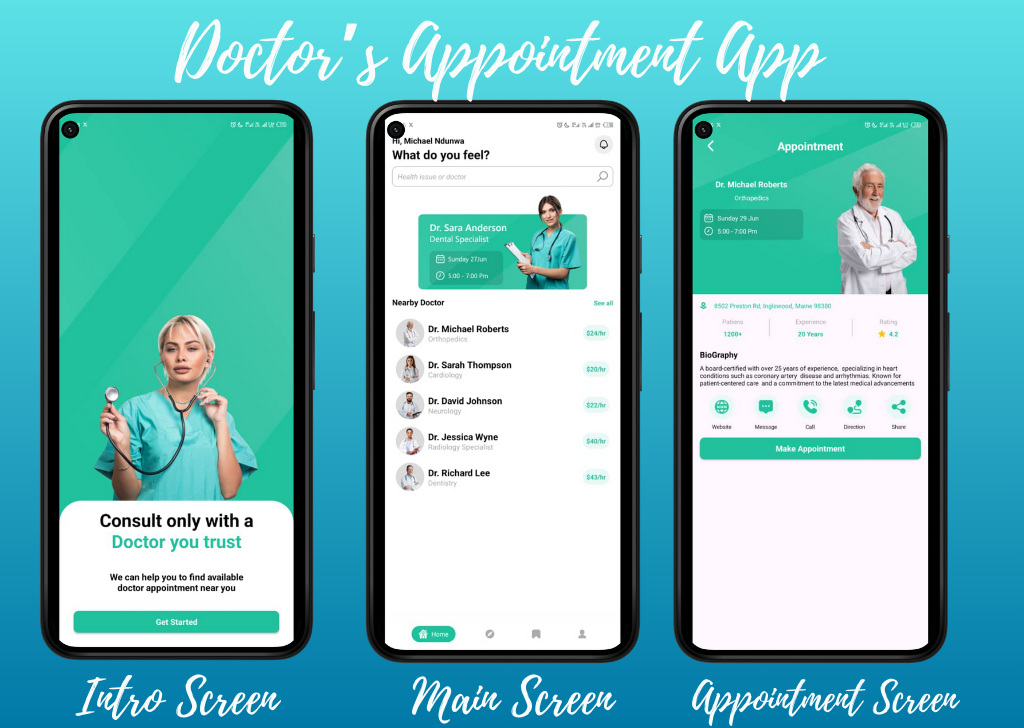 Doctor's Appointment App
Consult only with a
Doctor you trust
We can help you to find available
doctor appointment near you
Get Started
Intro Screen
Hi, Michael Ndunwa
What do you feel?
Health issue or doctor
Dr. Sara Anderson
Dental Specialist
Sunday 27Jun
5:00 - 7:00 Pm
Nearby Doctor See all
Dr. Michael Roberts
Orthopedics
$24/hr
Dr. Sarah Thompson
Cardiology
$20/hr
Dr. David Johnson
Neurology
$22/hr
Dr. Jessica Wyne
Radiology Specialist
$40/hr
Dr. Richard Lee
Dentistry
$43/hr
Home
Main Screen
Appointment
Dr. Michael Roberts
Orthopedics
Sunday 29 Jun
5:00 - 7:00 Pm
8502 Preston Rd, Inglewood, Maine 98380
Patiens Experience Rating
1200+ 20 Years 4.2
BioGraphy
A board-certified with over 25 years of experience, specializing in heart
conditions such as coronary artery disease and arrhythmias. Known for
patient-centered care and a commitment to the latest medical advancements
Website Message Call Direction Share
Make Appointment
Appointment Screen